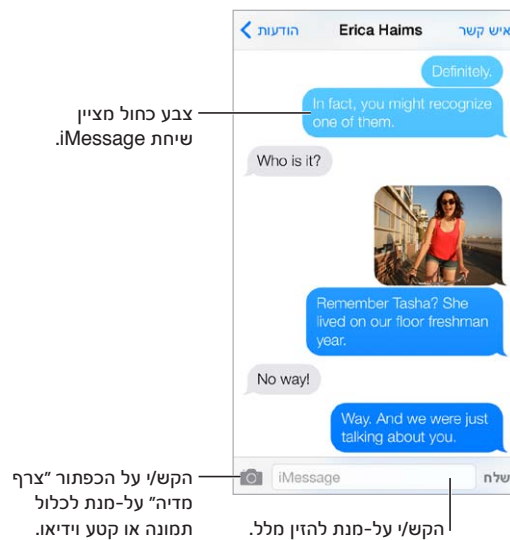 הודעות
Erica Haims
איש קשר
Definitely.
In fact, you might recognize
one of them.
צבע כחול מציין
שיחת iMessage.
Who is it?
Remember Tasha? She
lived on our floor freshman
year.
No way!
Way. And we were just
talking about you.
iMessage
שלח
הקש/י על הכפתור "צרף
מדיה" על-מנת לכלול
תמונה או קטע וידיאו.
הקש/י על-מנת להזין מלל.